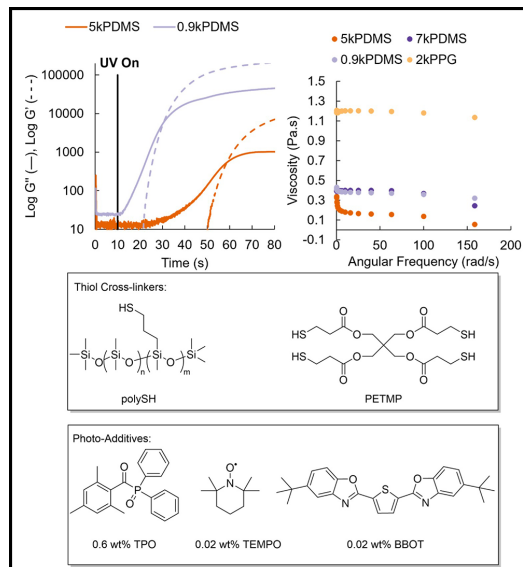 5kPDMS 0.9kPDMS
UV On
Log G'' (—), Log G' (- - -)
100000
10000
1000
100
10
0 10 20 30 40 50 60 70 80
Time (s)
5kPDMS 7kPDMS
0.9kPDMS 2kPPG
Viscosity (Pa.s)
1.5
1.3
1.1
0.9
0.7
0.5
0.3
0.1
-0.1
0 50 100 150
Angular Frequency (rad/s)
Thiol Cross-linkers:
HS
Si O Si O Si O Si
n m
polySH
HS O O SH
O O
HS O O SH
O O
PETMP
Photo-Additives:
O
P
O
0.6 wt% TPO
O•
N
0.02 wt% TEMPO
O S O
N N
0.02 wt% BBOT